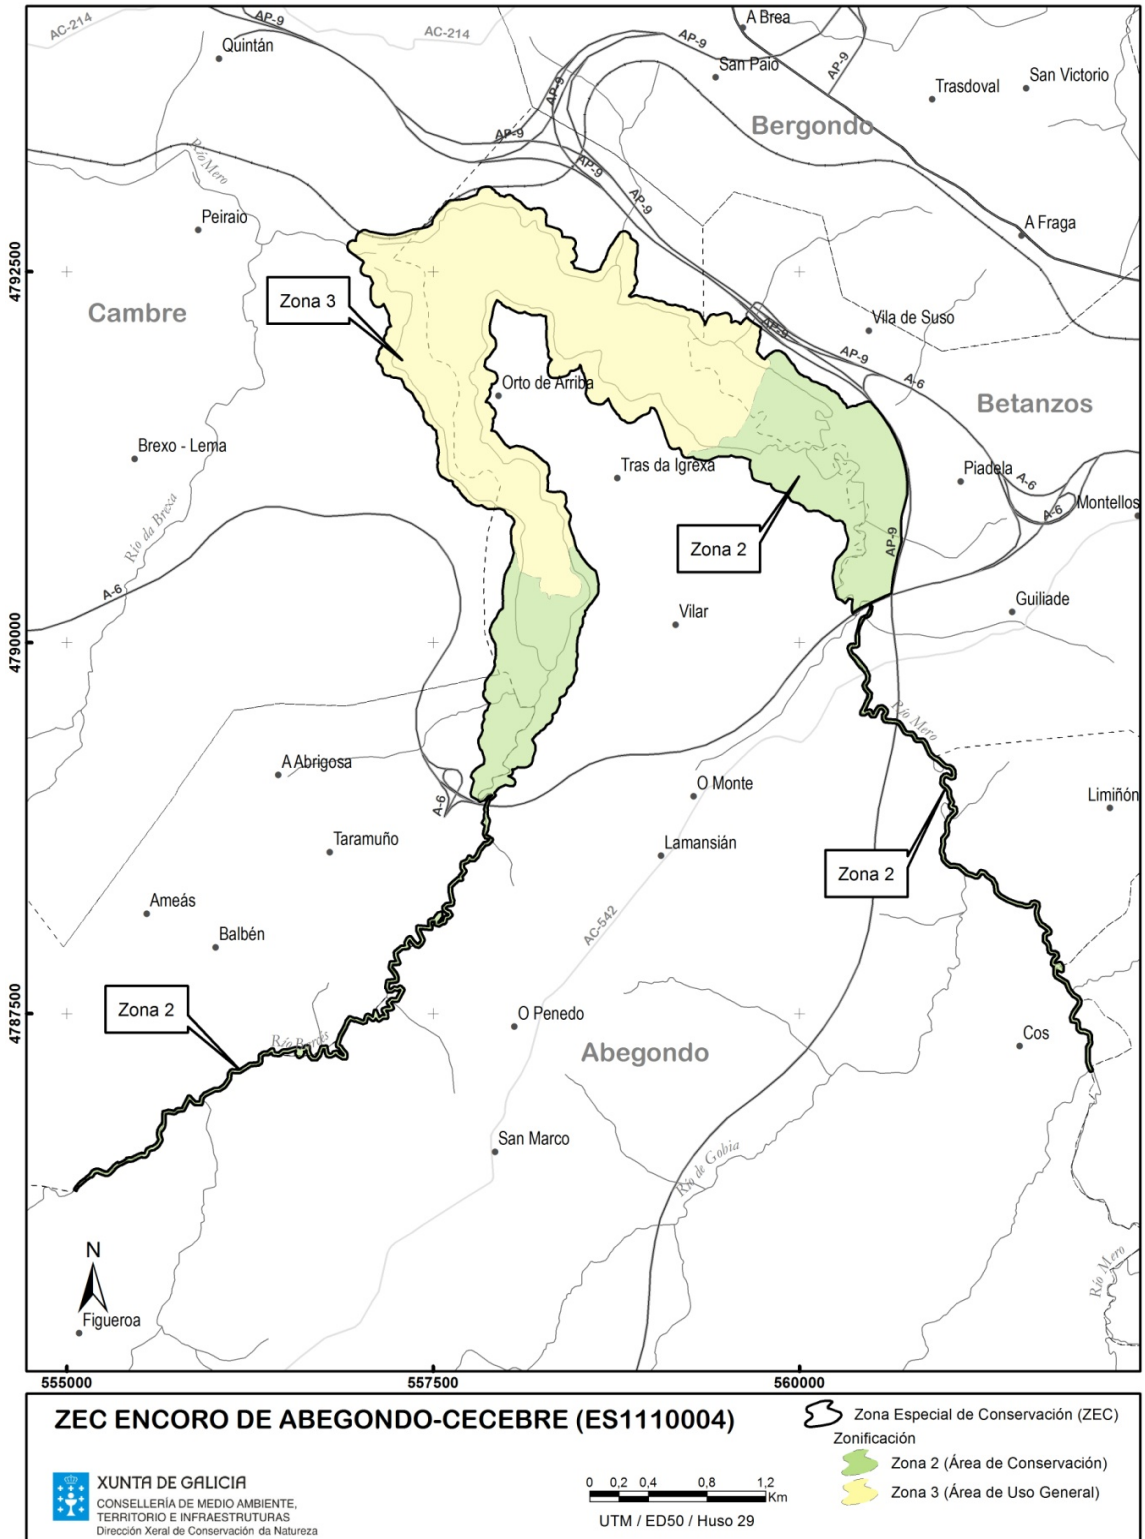 AC-214
AC-214
AP-9
AP-9
AP-9
AP-9
AP-9
AP-9
AP-9
A Brea
Quintán
San Paio
San Victorio
Trasdoval
Bergondo
Río Mero
Peiraio
A Fraga
4792500
Cambre
Zona 3
Vila de Suso
AP-9
AP-9
A-6
Orto de Arriba
Betanzos
Brexo - Lema
Tras da Igrexa
Piadela
A-6
A-6
Montellos
Río da Brexa
Zona 2
AP-9
A-6
Vilar
Guiliade
4790000
Río Mero
A Abrigosa
A-6
O Monte
Limiñón
Taramuño
Lamansián
Zona 2
Ameás
Balbén
AC-542
Zona 2
4787500
O Penedo
Río Barcés
Abegondo
Cos
San Marco
Río de Gobia
N
Río Mero
Figueroa
555000
557500
560000
ZEC ENCORO DE ABEGONDO-CECEBRE (ES1110004)
Zona Especial de Conservación (ZEC)
Zonificación
Zona 2 (Área de Conservación)
Zona 3 (Área de Uso General)
XUNTA DE GALICIA
CONSELLERÍA DE MEDIO AMBIENTE,
TERRITORIO E INFRAESTRUTURAS
Dirección Xeral de Conservación da Natureza
0 0,2 0,4 0,8 1,2
Km
UTM / ED50 / Huso 29